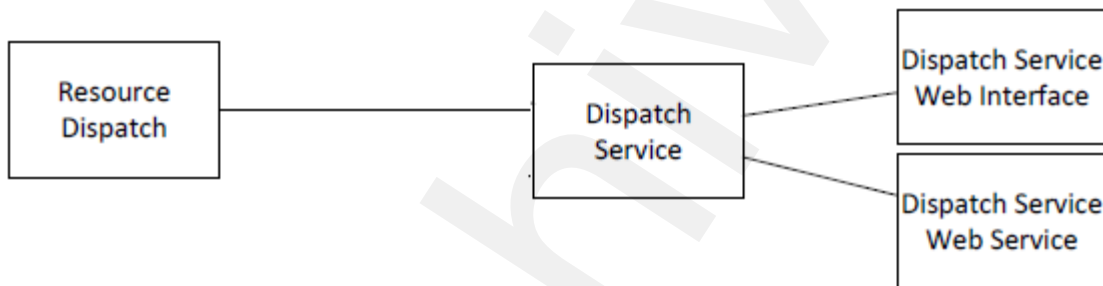 Resource
Dispatch
Dispatch
Service
Dispatch Service
Web Interface
Dispatch Service
Web Service